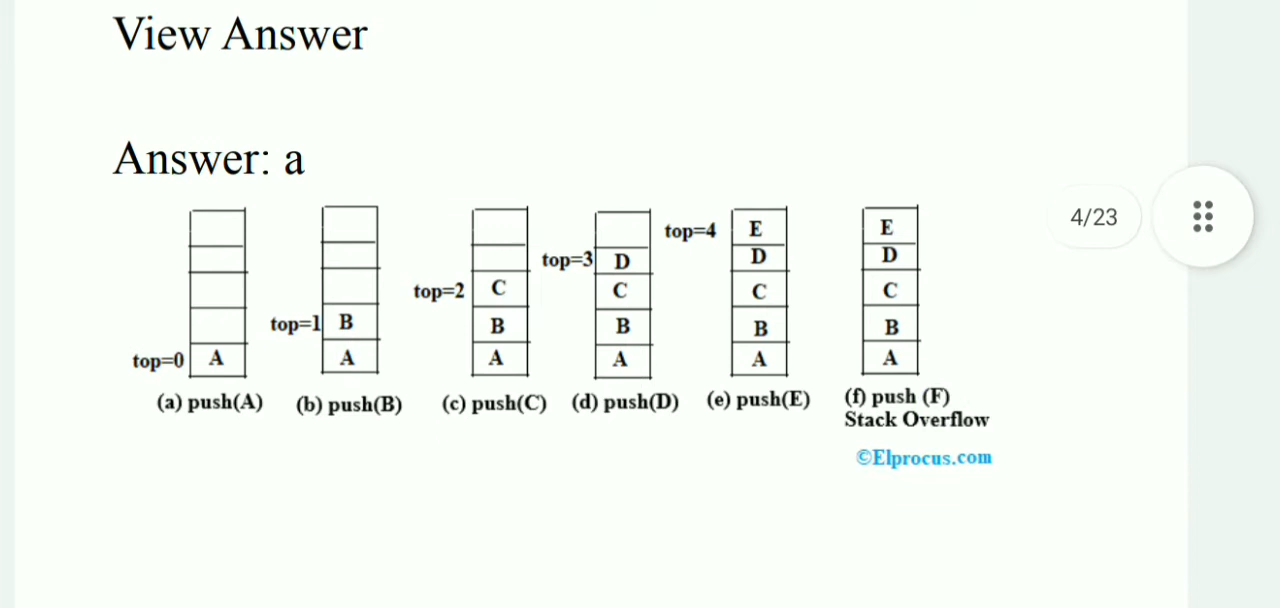 View Answer
Answer: a
4/23
top=0 A
(a) push(A)
top=1 B
A
(b) push(B)
top=2 C
B
A
(c) push(C)
top=3 D
C
B
A
(d) push(D)
top=4 E
D
C
B
A
(e) push(E)
E
D
C
B
A
(f) push (F)
Stack Overflow
©Elprocus.com